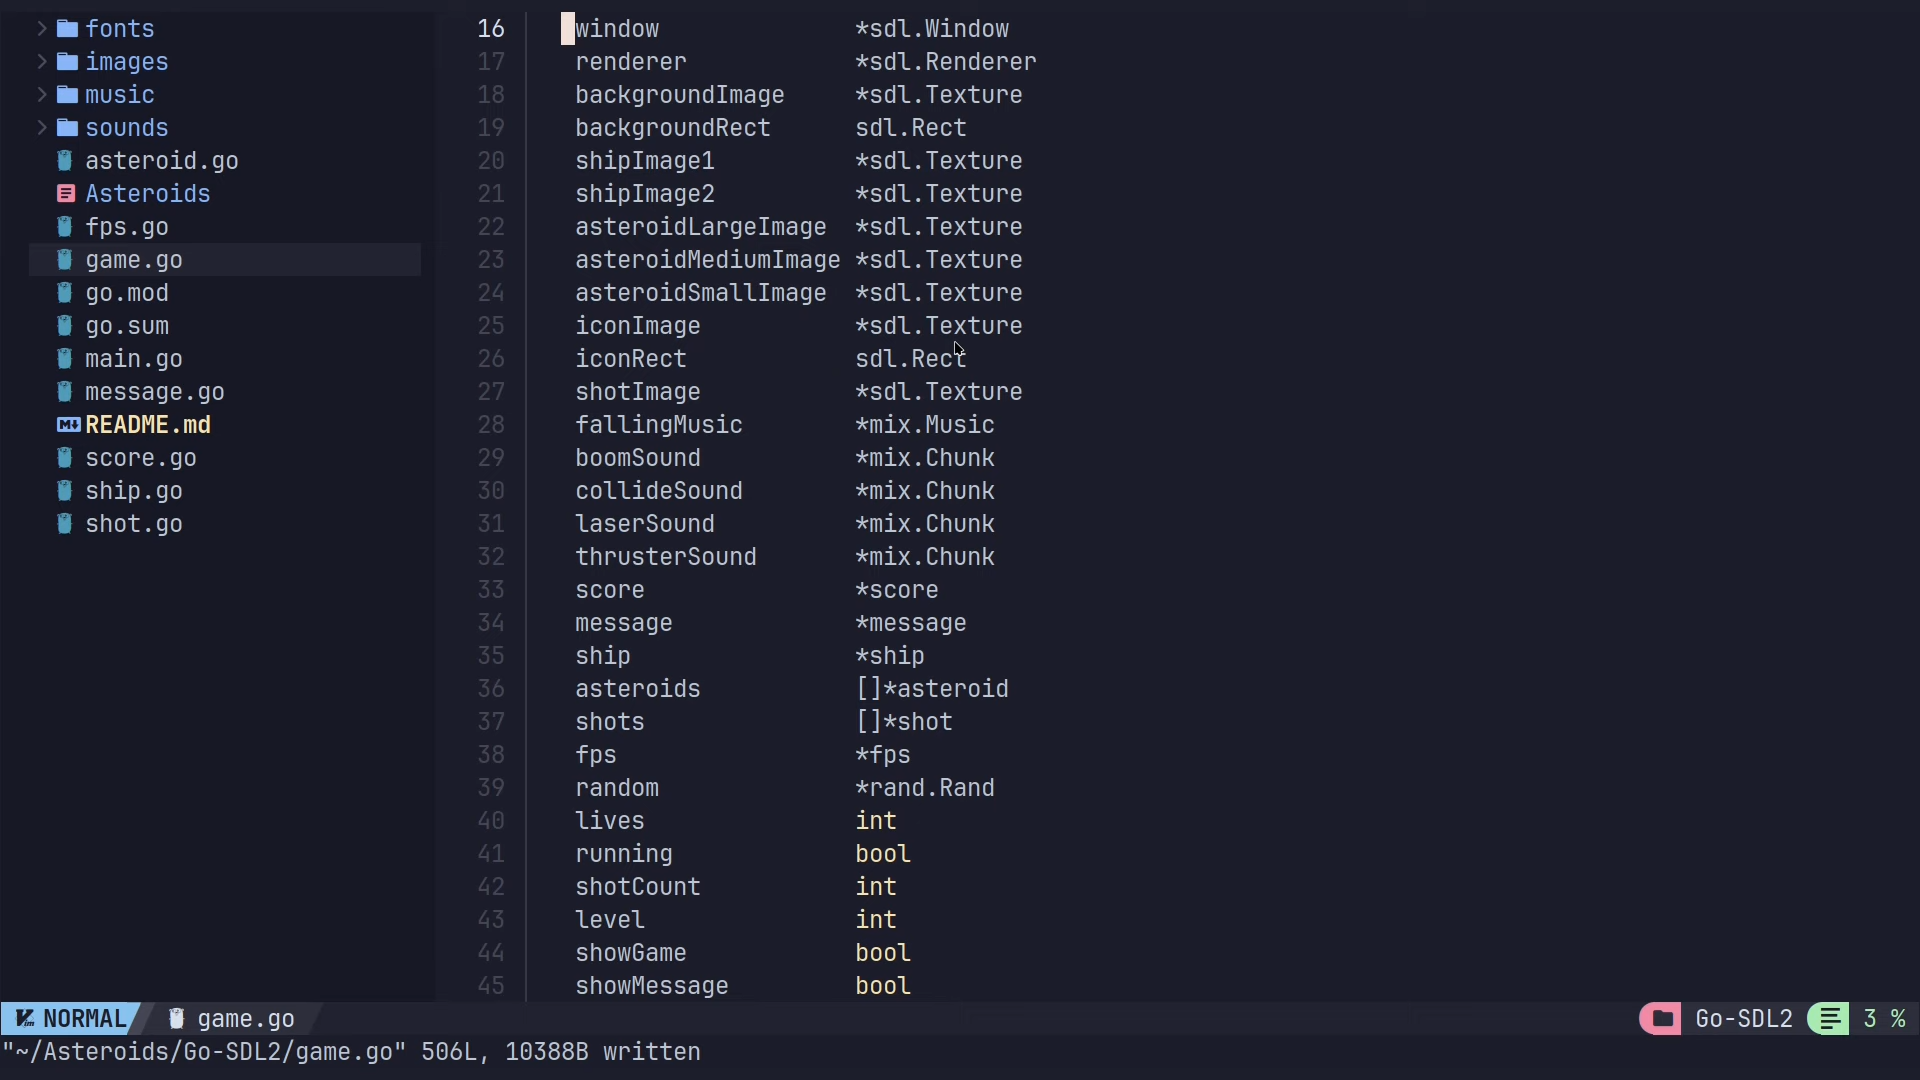 fonts
images
music
sounds
asteroid.go
Asteroids
fps.go
game.go
go.mod
go.sum
main.go
message.go
README.md
score.go
ship.go
shot.go
16 window *sdl.Window
17 renderer *sdl.Renderer
18 backgroundImage *sdl.Texture
19 backgroundRect sdl.Rect
20 shipImage1 *sdl.Texture
21 shipImage2 *sdl.Texture
22 asteroidLargeImage *sdl.Texture
23 asteroidMediumImage *sdl.Texture
24 asteroidSmallImage *sdl.Texture
25 iconImage *sdl.Texture
26 iconRect sdl.Rect
27 shotImage *sdl.Texture
28 fallingMusic *mix.Music
29 boomSound *mix.Chunk
30 collideSound *mix.Chunk
31 laserSound *mix.Chunk
32 thrusterSound *mix.Chunk
33 score *score
34 message *message
35 ship *ship
36 asteroids []*asteroid
37 shots []*shot
38 fps *fps
39 random *rand.Rand
40 lives int
41 running bool
42 shotCount int
43 level int
44 showGame bool
45 showMessage bool
NORMAL game.go Go-SDL2 3 %
"~/Asteroids/Go-SDL2/game.go" 506L, 10388B written